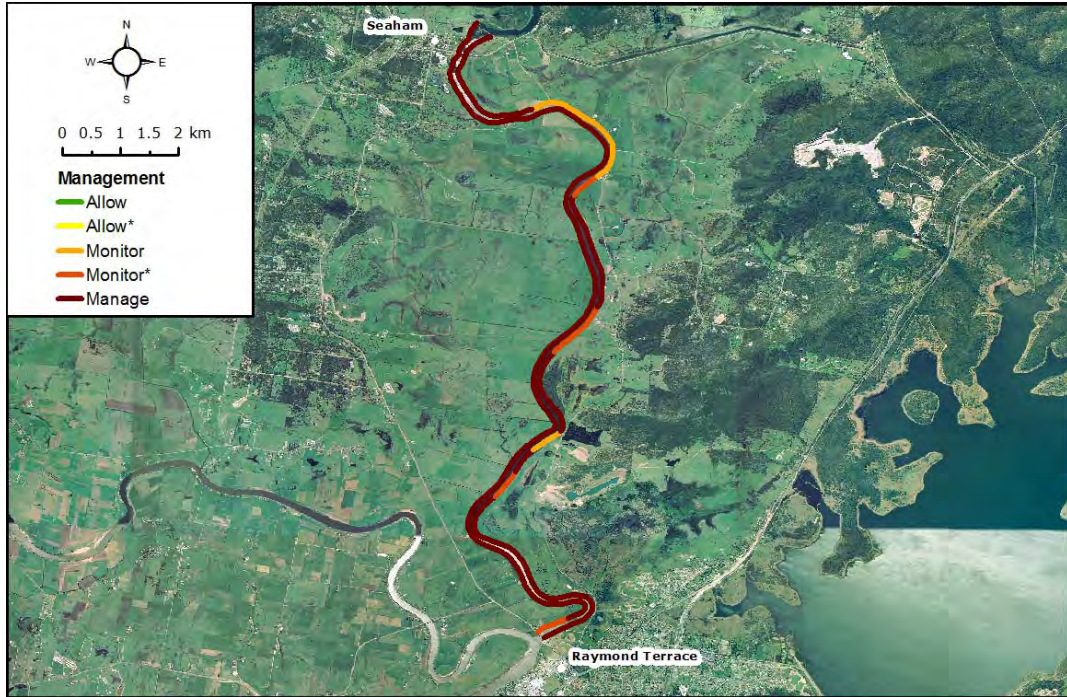 Seaham
N
W E
S
0 0.5 1 1.5 2 km
Management
Allow
Allow*
Monitor
Monitor*
Manage
Raymond Terrace